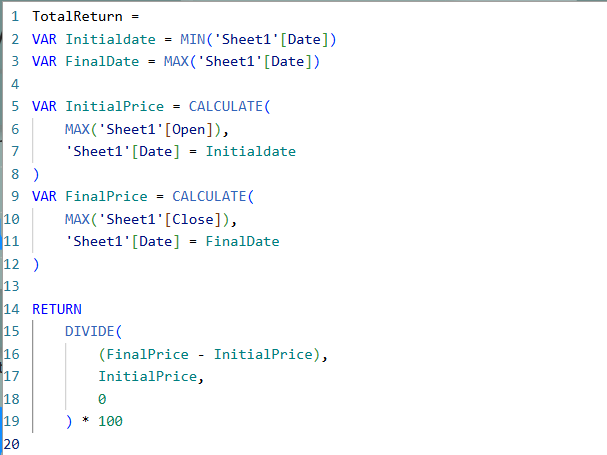 1 TotalReturn =
2 VAR Initialdate = MIN('Sheet1'[Date])
3 VAR FinalDate = MAX('Sheet1'[Date])
4
5 VAR InitialPrice = CALCULATE(
6     MAX('Sheet1'[Open]),
7     'Sheet1'[Date] = Initialdate
8 )
9 VAR FinalPrice = CALCULATE(
10     MAX('Sheet1'[Close]),
11     'Sheet1'[Date] = FinalDate
12 )
13
14 RETURN
15     DIVIDE(
16         (FinalPrice - InitialPrice),
17         InitialPrice,
18         0
19     ) * 100
20